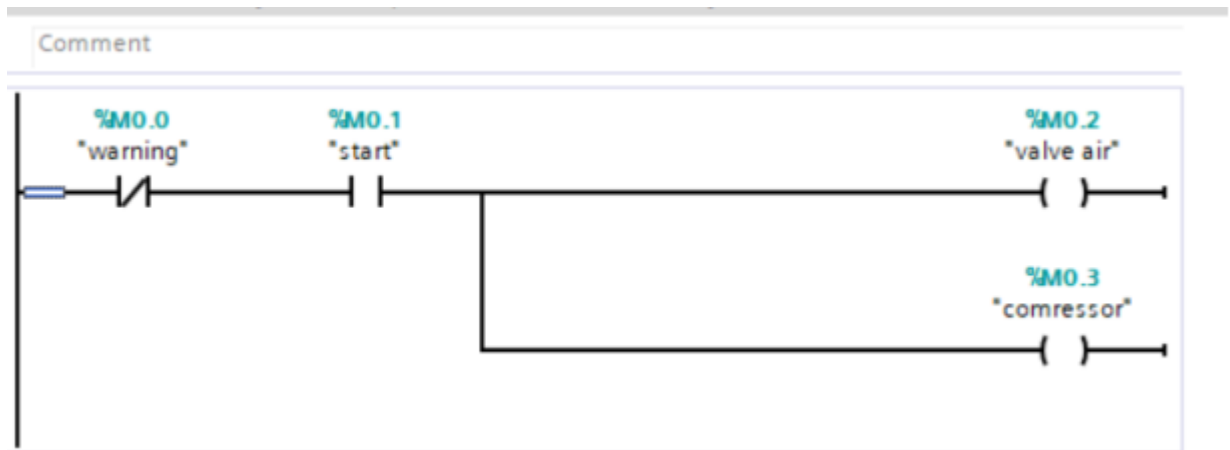 Comment
%M0.0
"warning"
%M0.1
"start"
%M0.2
"valve air"
%M0.3
"comressor"